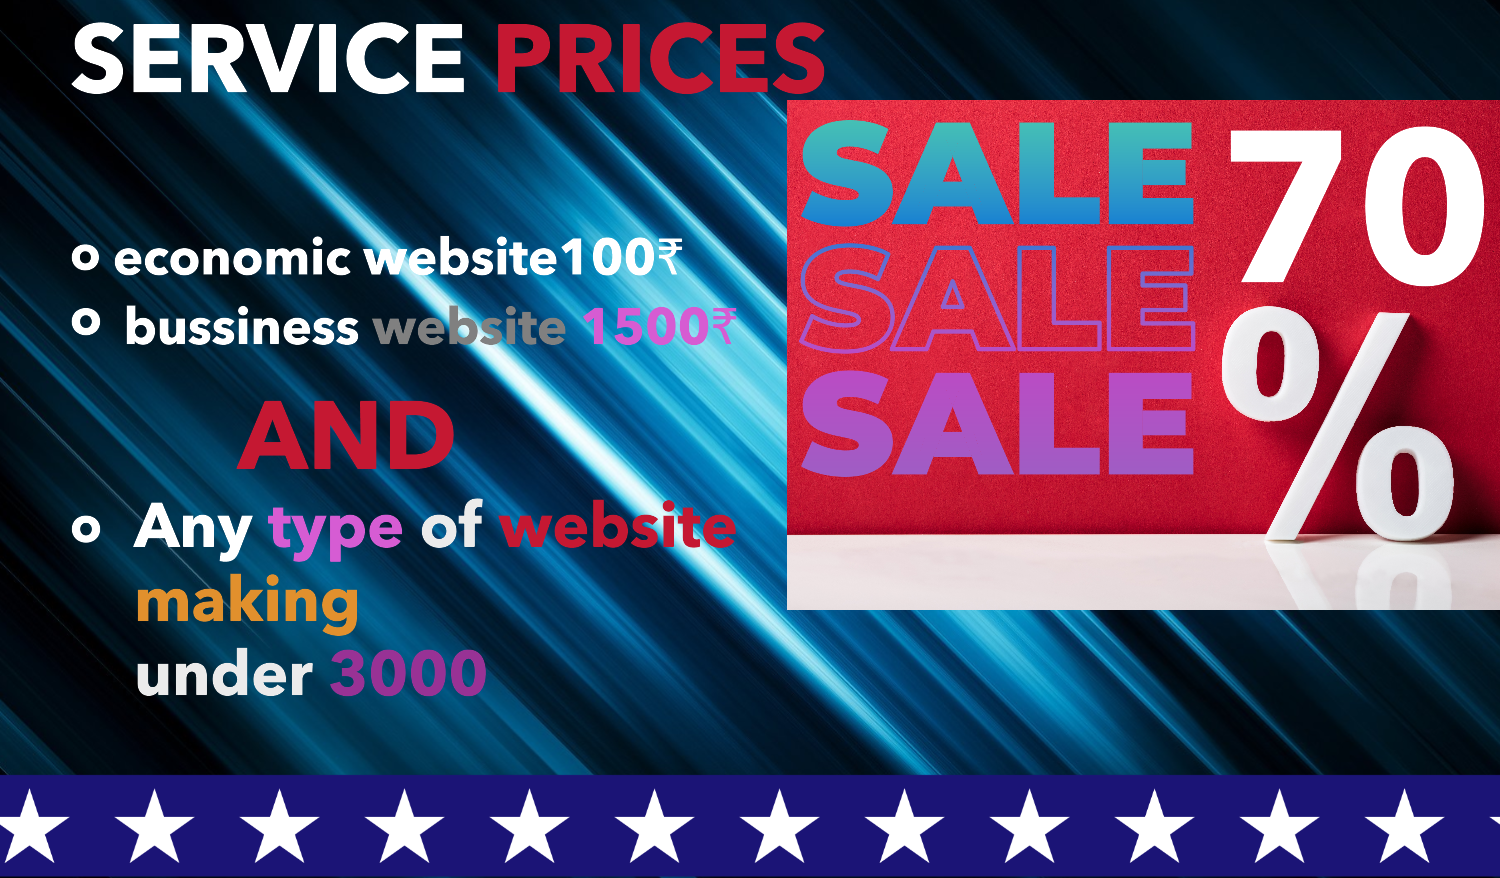 SERVICE PRICES
economic website100₹
bussiness website 1500₹
AND
Any type of website
making
under 3000
SALE
SALE
SALE
70
%